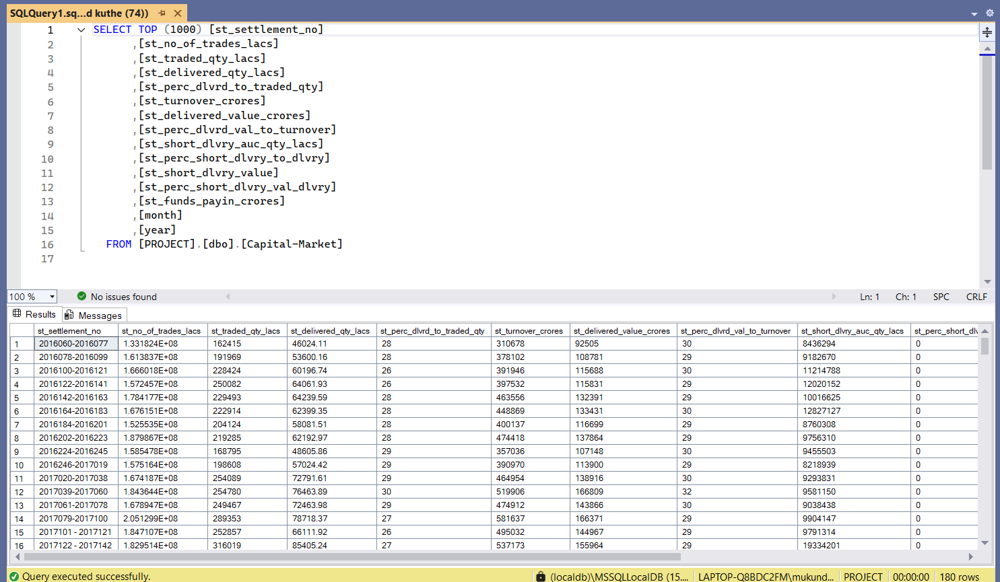 SQLQuery1.sq...d kuthe (74))
1 SELECT TOP (1000) [st_settlement_no]
2 ,[st_no_of_trades_lacs]
3 ,[st_traded_qty_lacs]
4 ,[st_delivered_qty_lacs]
5 ,[st_perc_dlvrd_to_traded_qty]
6 ,[st_turnover_crores]
7 ,[st_delivered_value_crores]
8 ,[st_perc_dlvrd_val_to_turnover]
9 ,[st_short_dlvry_auc_qty_lacs]
10 ,[st_perc_short_dlvry_to_dlvry]
11 ,[st_short_dlvry_value]
12 ,[st_perc_short_dlvry_val_dlvry]
13 ,[st_funds_payin_crores]
14 ,[month]
15 ,[year]
16 FROM [PROJECT].[dbo].[Capital-Market]
17
100 % No issues found Ln: 1 Ch: 1 SPC CRLF
Results Messages
st_settlement_no st_no_of_trades_lacs st_traded_qty_lacs st_delivered_qty_lacs st_perc_dlvrd_to_traded_qty st_turnover_crores st_delivered_value_crores st_perc_dlvrd_val_to_turnover st_short_dlvry_auc_qty_lacs st_perc_short_dlv
1 2016060-2016077 1.331824E+08 162415 46024.11 28 310678 92505 30 8436294 0
2 2016078-2016099 1.613837E+08 191969 53600.16 28 378102 108781 29 9182670 0
3 2016100-2016121 1.666018E+08 228424 60196.74 26 391946 115688 30 11214788 0
4 2016122-2016141 1.572457E+08 250082 64061.93 26 397532 115831 29 12020152 0
5 2016142-2016163 1.784177E+08 229493 64239.59 28 463556 132391 29 10016625 0
6 2016164-2016183 1.676151E+08 222914 62399.35 28 448869 133431 30 12827127 0
7 2016184-2016201 1.525535E+08 204124 58081.51 28 400137 116699 29 8760308 0
8 2016202-2016223 1.879867E+08 219285 62192.97 28 474418 137864 29 9756310 0
9 2016224-2016245 1.585478E+08 168795 48605.86 29 357036 107148 30 9455503 0
10 2016246-2017019 1.575164E+08 198608 57024.42 29 390970 113900 29 8218939 0
11 2017020-2017038 1.674187E+08 254089 72791.61 29 464954 138916 30 9293831 0
12 2017039-2017060 1.843644E+08 254780 76463.89 30 519906 166809 32 9581150 0
13 2017061-2017078 1.678947E+08 249467 72463.98 29 474912 143866 30 9038438 0
14 2017079-2017100 2.051299E+08 289353 78718.37 27 581637 166371 29 9904147 0
15 2017101 - 2017121 1.847107E+08 252857 66111.92 26 495032 144967 29 9791314 0
16 2017122 - 2017142 1.829514E+08 316019 85405.24 27 537173 155964 29 19334201 0
Query executed successfully. (localdb)\MSSQLLocalDB (15.... LAPTOP-Q8BDC2FM\mukund... PROJECT 00:00:00 180 rows